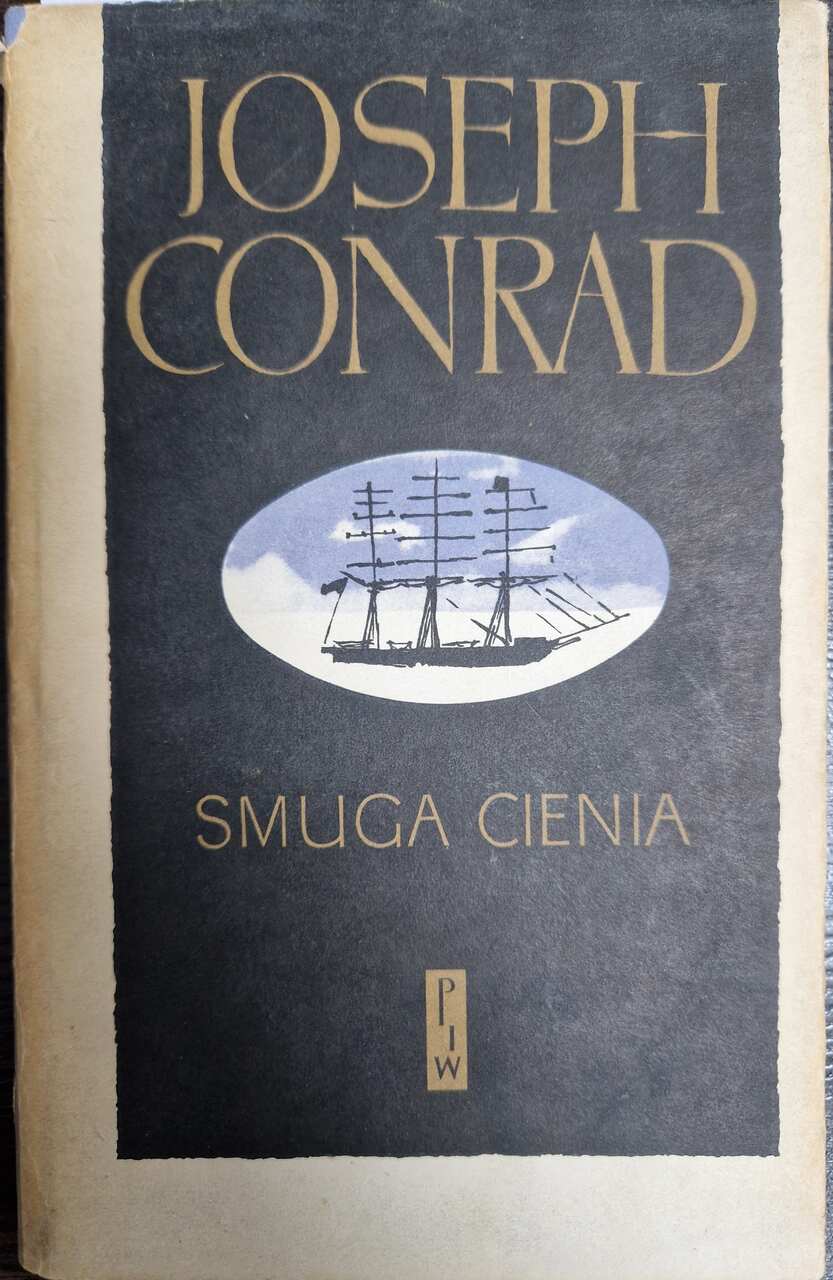 JOSEPH
CONRAD
SMUGA CIENIA
PIW